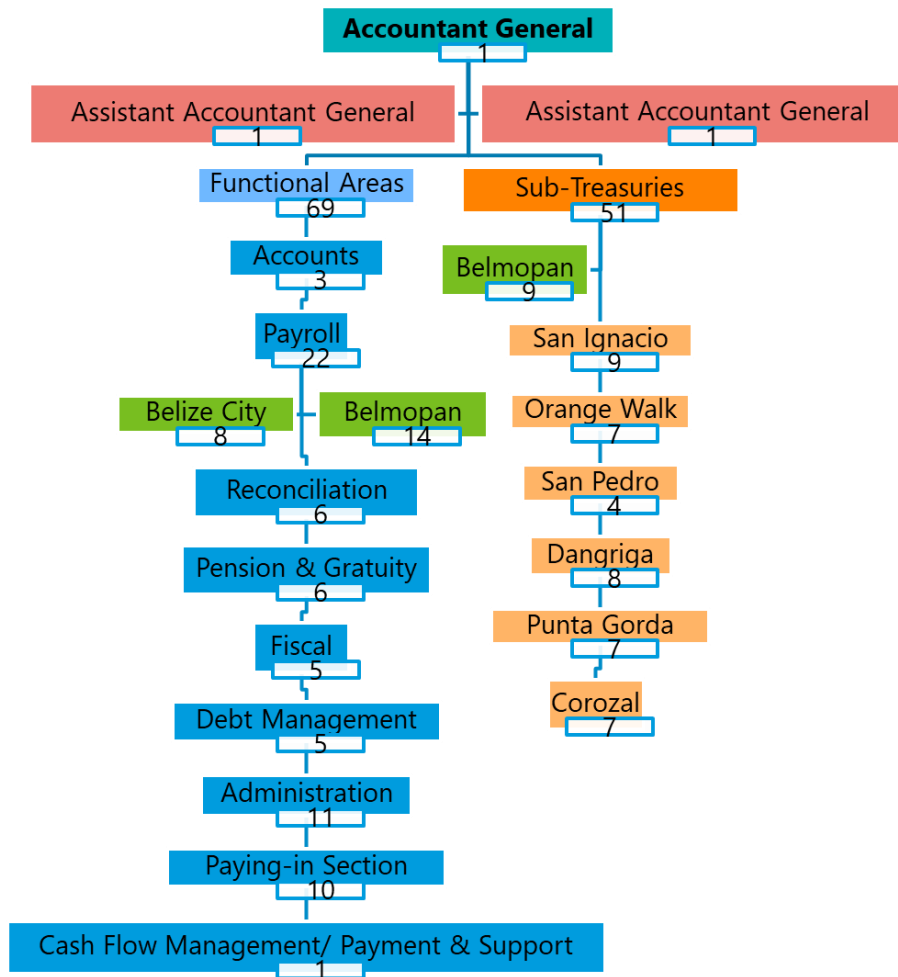 Accountant General
1
Assistant Accountant General
1
Assistant Accountant General
1
Functional Areas
69
Accounts
3
Payroll
22
Belize City
8
Belmopan
14
Reconciliation
6
Pension & Gratuity
6
Fiscal
5
Debt Management
5
Administration
11
Paying-in Section
10
Cash Flow Management/ Payment & Support
1
Sub-Treasuries
51
Belmopan
9
San Ignacio
9
Orange Walk
7
San Pedro
4
Dangriga
8
Punta Gorda
7
Corozal
7